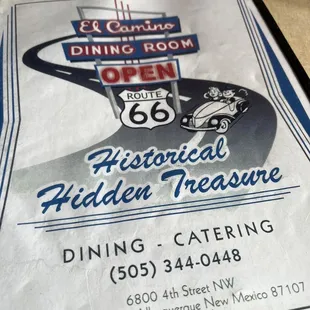 El Camino
DINING ROOM
OPEN
ROUTE
66
Historical
Hidden Treasure
DINING - CATERING
(505) 344-0448
6800 4th Street NW
Albuquerque New Mexico 87107